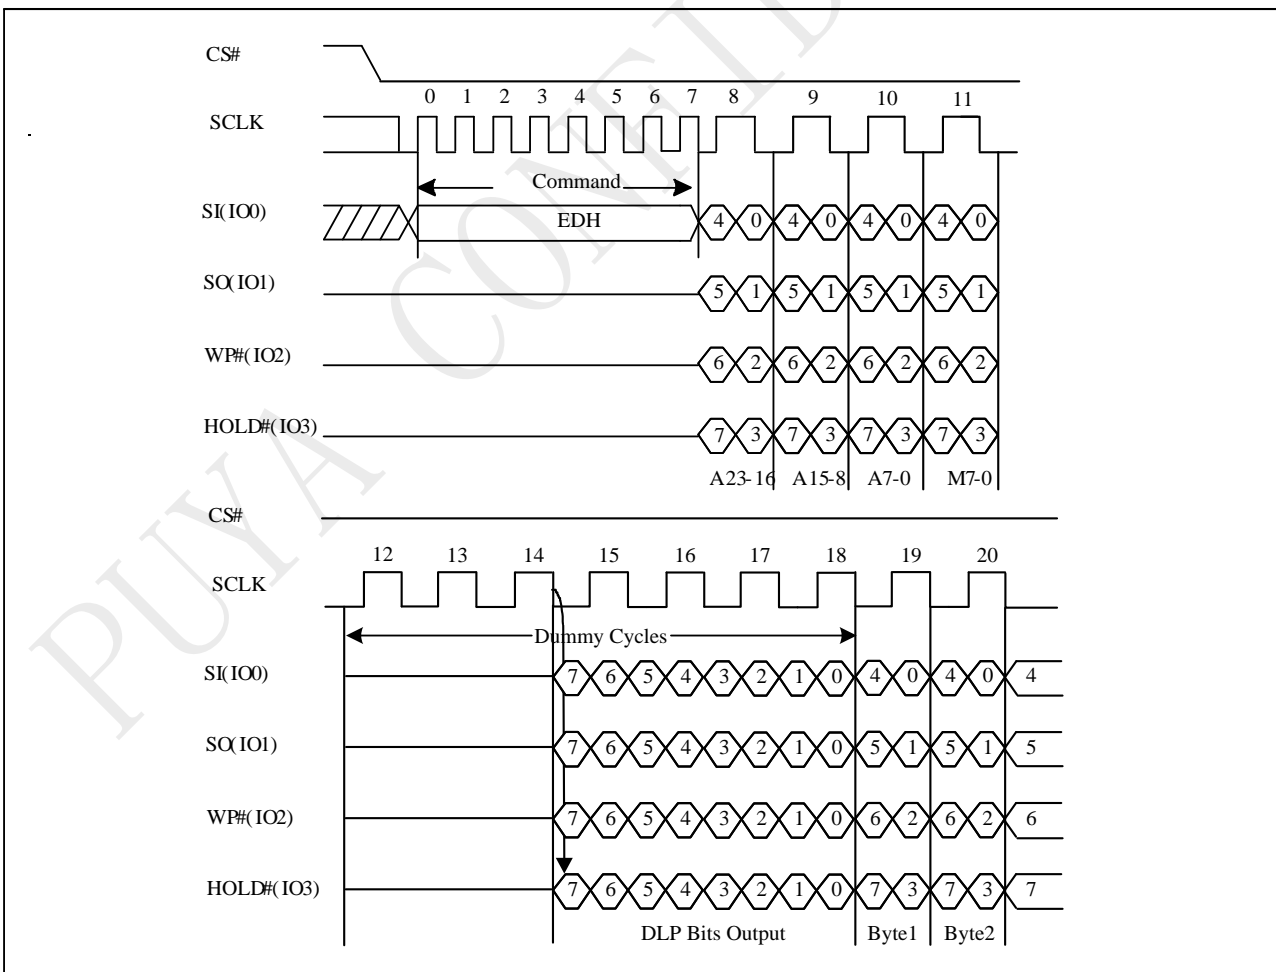 PUYA CONFID
CS#
0 1 2 3 4 5 6 7 8 9 10 11
SCLK
Command
SI(IO0) EDH 4 0 4 0 4 0 4 0
SO(IO1) 5 1 5 1 5 1 5 1
WP#(IO2) 6 2 6 2 6 2 6 2
HOLD#(IO3) 7 3 7 3 7 3 7 3
A23-16 A15-8 A7-0 M7-0
CS#
12 13 14 15 16 17 18 19 20
SCLK
Dummy Cycles
SI(IO0) 7 6 5 4 3 2 1 0 4 0 4 0 4
SO(IO1) 7 6 5 4 3 2 1 0 5 1 5 1 5
WP#(IO2) 7 6 5 4 3 2 1 0 6 2 6 2 6
HOLD#(IO3) 7 6 5 4 3 2 1 0 7 3 7 3 7
DLP Bits Output Byte1 Byte2